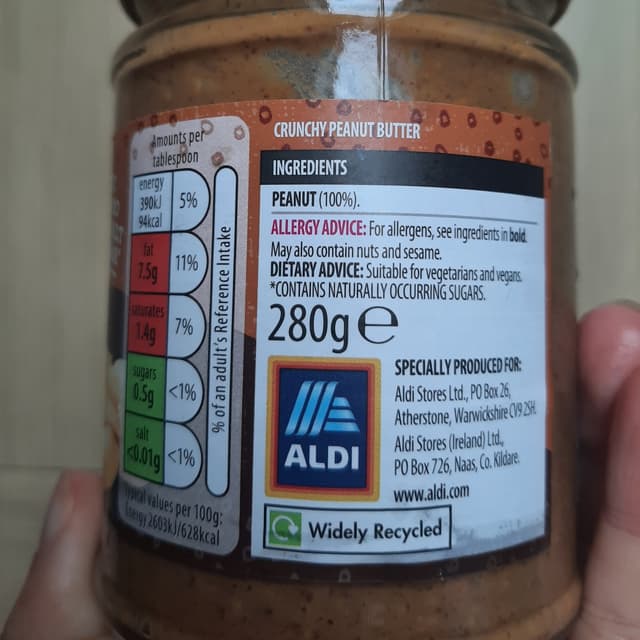 Amounts per
tablespoon
energy
390kJ
94kcal
5%
fat
7.5g
11%
saturates
1.4g
7%
sugars
0.5g
<1%
salt
<0.01g
<1%
% of an adult's Reference Intake
Typical values per 100g:
Energy 2603kJ/628kcal
CRUNCHY PEANUT BUTTER
INGREDIENTS
PEANUT (100%).
ALLERGY ADVICE: For allergens, see ingredients in bold.
May also contain nuts and sesame.
DIETARY ADVICE: Suitable for vegetarians and vegans.
*CONTAINS NATURALLY OCCURRING SUGARS.
280g e
ALDI
SPECIALLY PRODUCED FOR:
Aldi Stores Ltd., PO Box 26,
Atherstone, Warwickshire CV9 2SH.
Aldi Stores (Ireland) Ltd.,
PO Box 726, Naas, Co. Kildare.
www.aldi.com
Widely Recycled